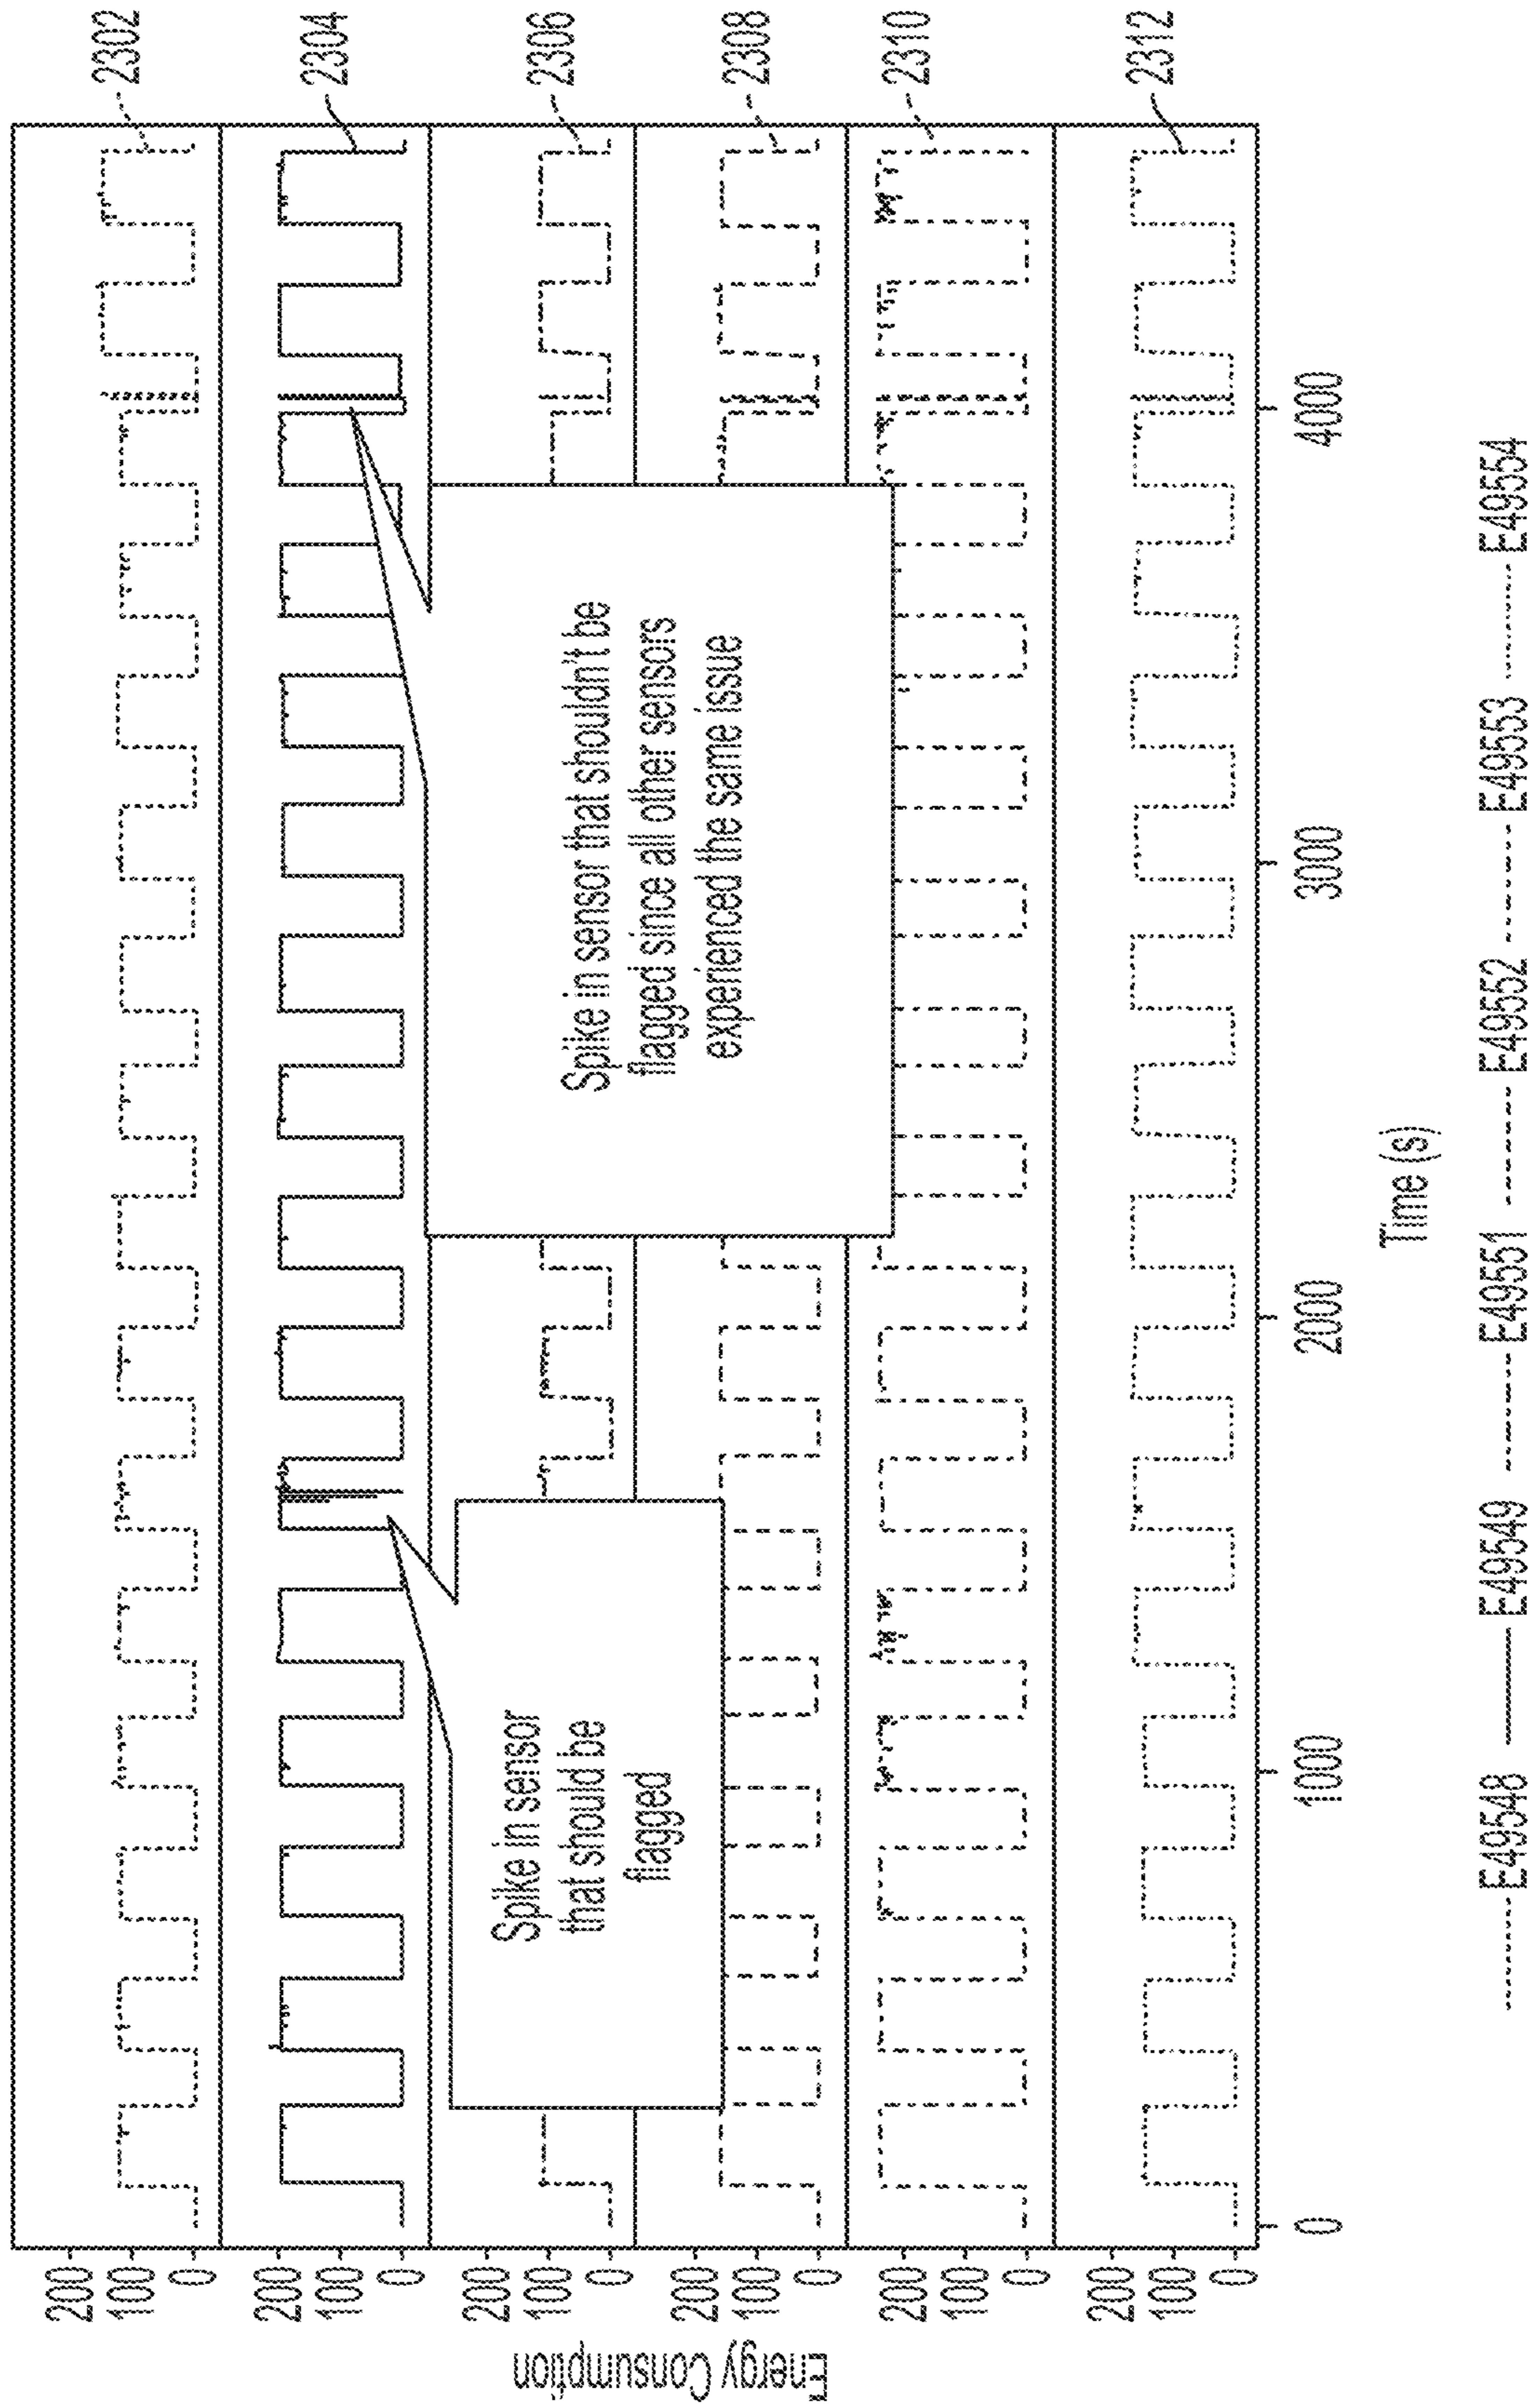 2302
2304
2306
2308
2310
2312
200
100
0
200
100
0
200
100
0
200
100
0
200
100
0
200
100
0
Energy Consumption
Spike in sensor
that should be
flagged
Spike in sensor that shouldn't be
flagged since all other sensors
experienced the same issue
0
1000
2000
3000
4000
Time (s)
E49548
E49549
E49551
E49552
E49553
E49554